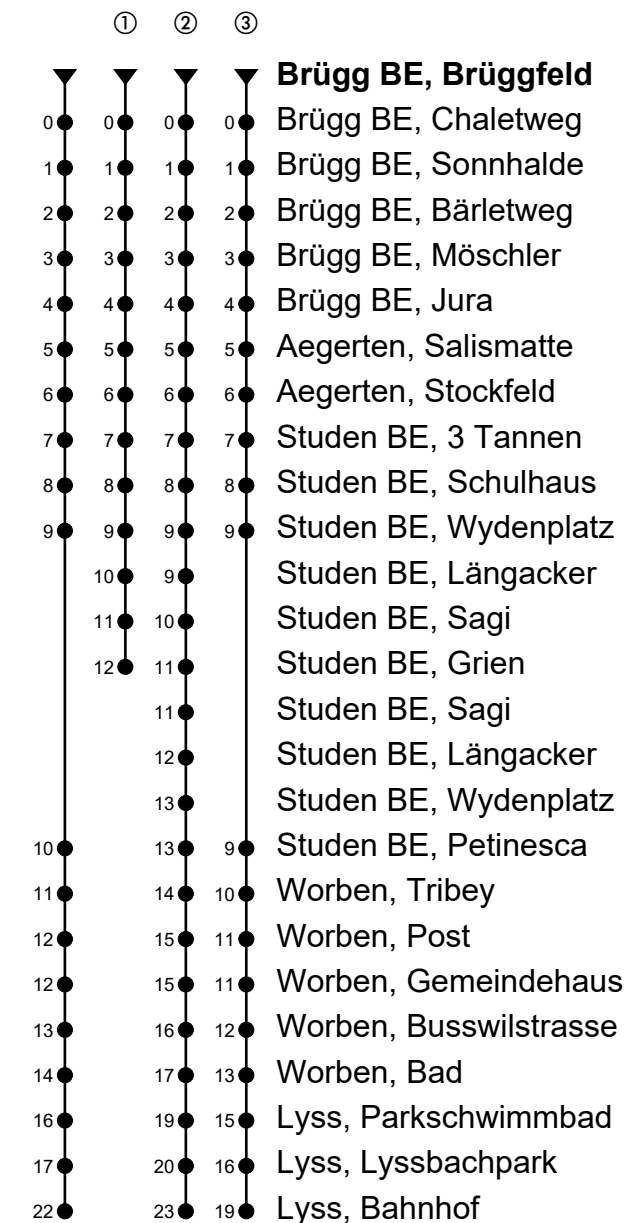 ① ② ③
Brügg BE, Brüggfeld
0 0 0 0 Brügg BE, Chaletweg
1 1 1 1 Brügg BE, Sonnhalde
2 2 2 2 Brügg BE, Bärletweg
3 3 3 3 Brügg BE, Möschler
4 4 4 4 Brügg BE, Jura
5 5 5 5 Aegerten, Salismatte
6 6 6 6 Aegerten, Stockfeld
7 7 7 7 Studen BE, 3 Tannen
8 8 8 8 Studen BE, Schulhaus
9 9 9 9 Studen BE, Wydenplatz
10 9 Studen BE, Längacker
11 10 Studen BE, Sagi
12 11 Studen BE, Grien
11 Studen BE, Sagi
12 Studen BE, Längacker
13 Studen BE, Wydenplatz
10 13 9 Studen BE, Petinesca
11 14 10 Worben, Tribey
12 15 11 Worben, Post
12 15 11 Worben, Gemeindehaus
13 16 12 Worben, Busswilstrasse
14 17 13 Worben, Bad
16 19 15 Lyss, Parkschwimmbad
17 20 16 Lyss, Lyssbachpark
22 23 19 Lyss, Bahnhof